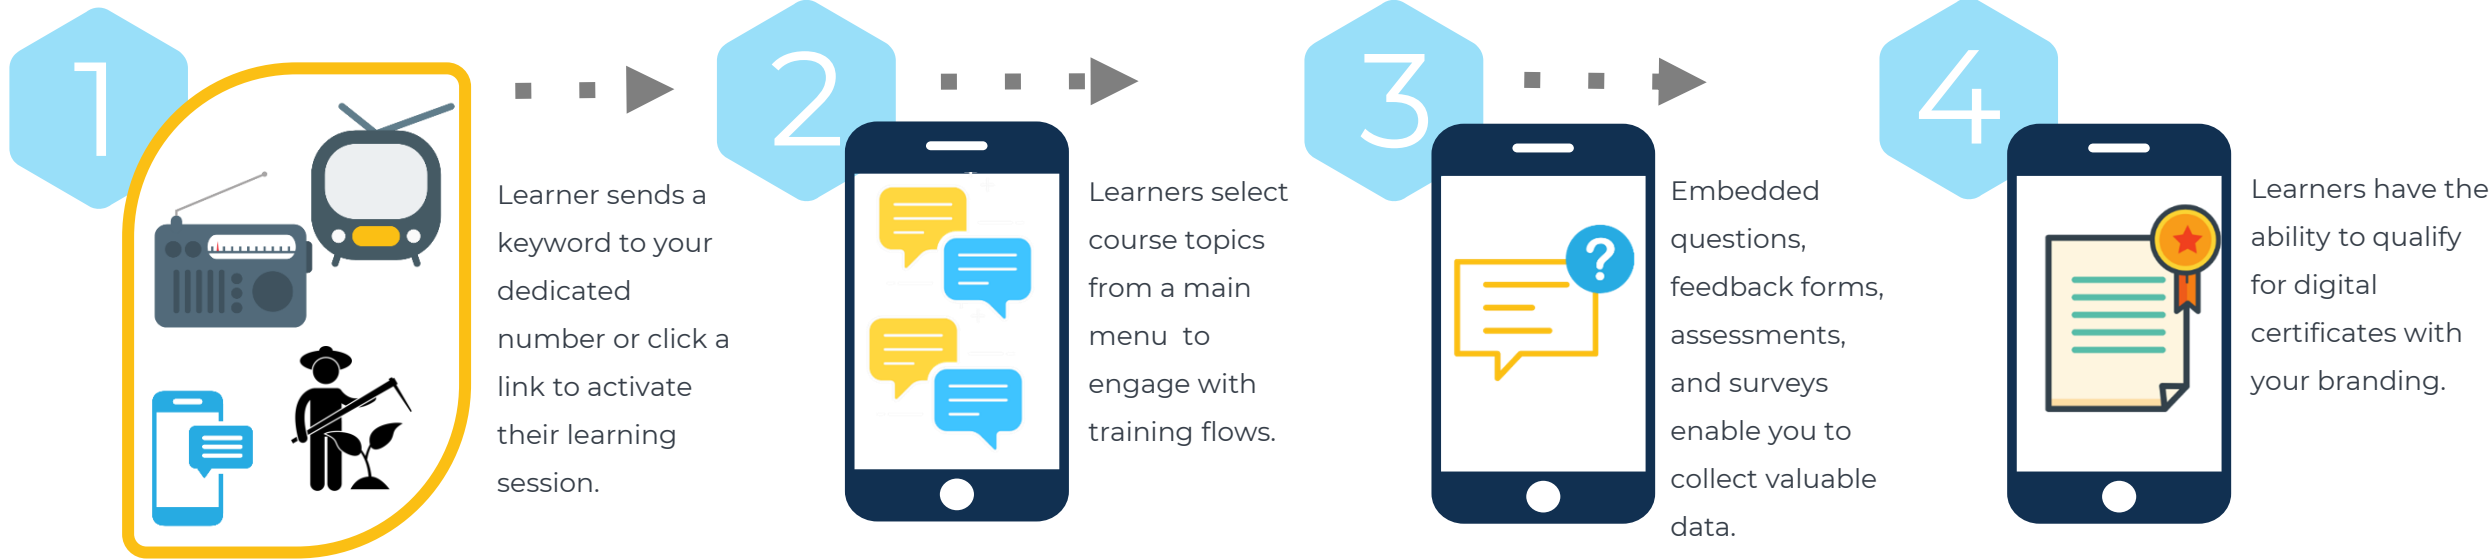 1
Learner sends a
keyword to your
dedicated
number or click a
link to activate
their learning
session.
2
Learners select
course topics
from a main
menu to
engage with
training flows.
3
Embedded
questions,
feedback forms,
assessments,
and surveys
enable you to
collect valuable
data.
4
Learners have the
ability to qualify
for digital
certificates with
your branding.
?